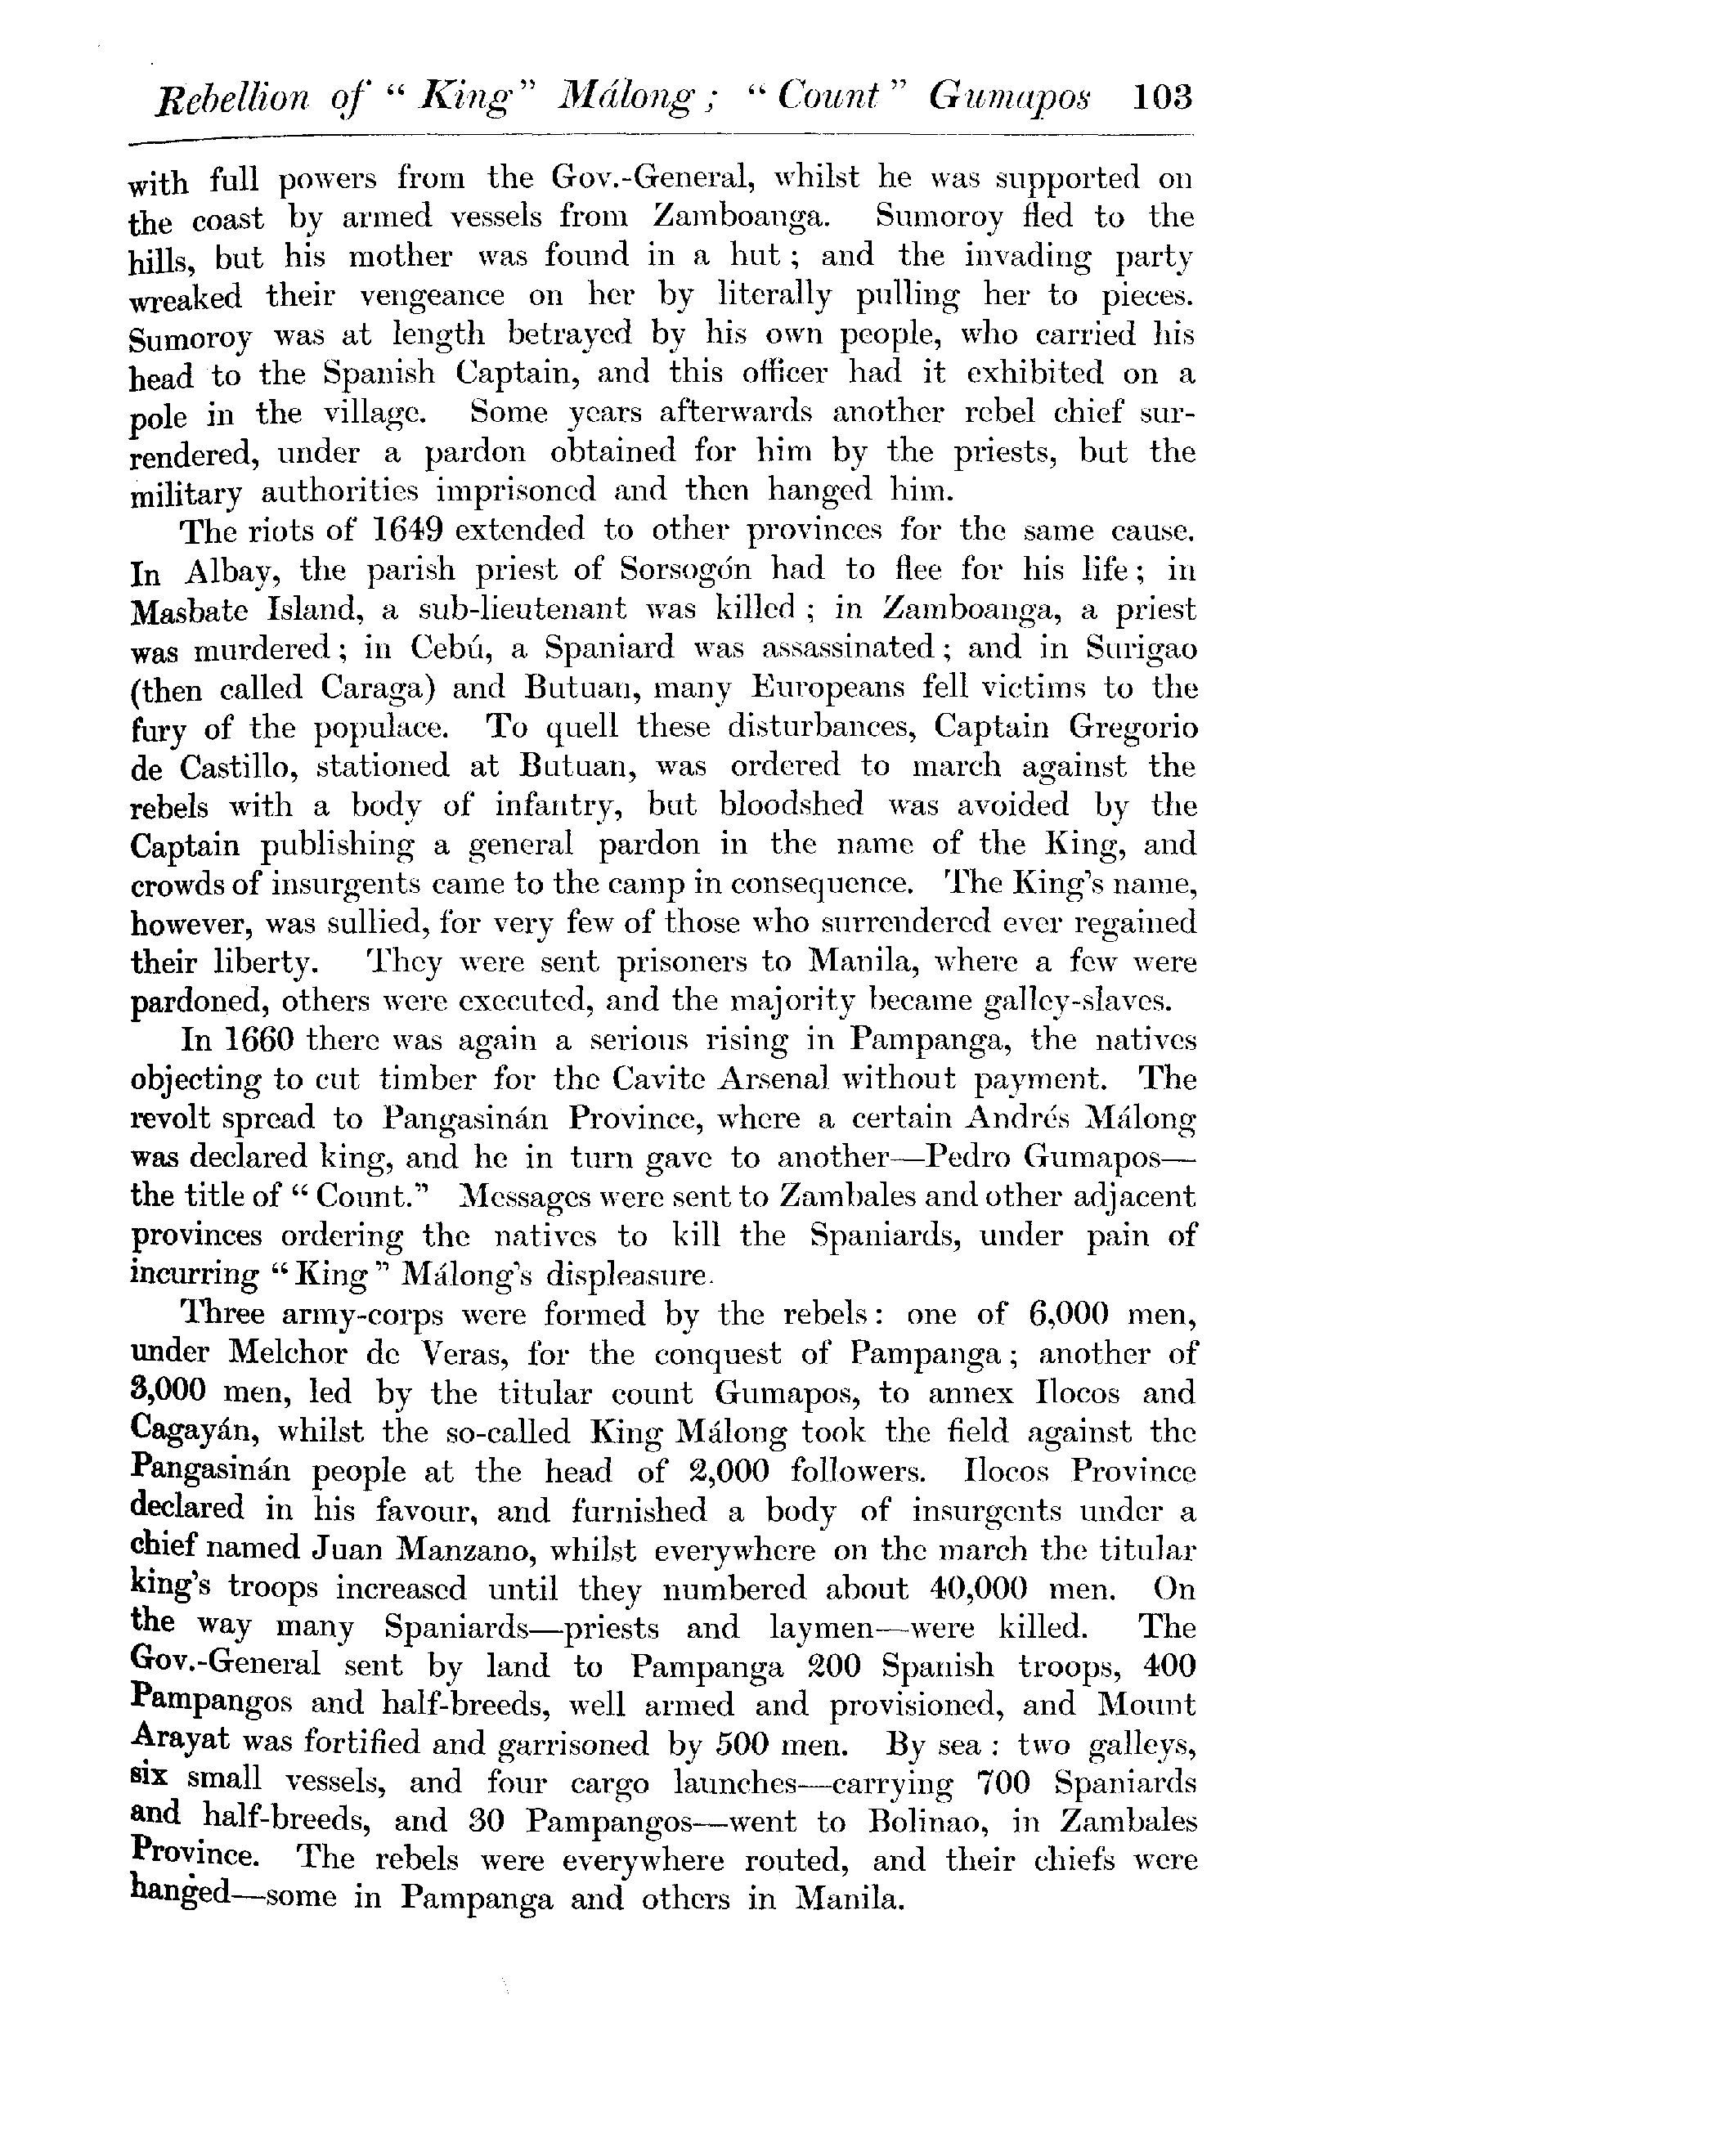 Rebellion of “ King ” Málong ; “ Count ” Gumapos 103
with full powers from the Gov.-General, whilst he was supported on
the coast by armed vessels from Zamboanga. Sumoroy fled to the
hills, but his mother was found in a hut ; and the invading party
wreaked their vengeance on her by literally pulling her to pieces.
Sumoroy was at length betrayed by his own people, who carried his
head to the Spanish Captain, and this officer had it exhibited on a
pole in the village. Some years afterwards another rebel chief sur-
rendered, under a pardon obtained for him by the priests, but the
military authorities imprisoned and then hanged him.
The riots of 1649 extended to other provinces for the same cause.
In Albay, the parish priest of Sorsogón had to flee for his life ; in
Masbate Island, a sub-lieutenant was killed ; in Zamboanga, a priest
was murdered ; in Cebú, a Spaniard was assassinated ; and in Surigao
(then called Caraga) and Butuan, many Europeans fell victims to the
fury of the populace. To quell these disturbances, Captain Gregorio
de Castillo, stationed at Butuan, was ordered to march against the
rebels with a body of infantry, but bloodshed was avoided by the
Captain publishing a general pardon in the name of the King, and
crowds of insurgents came to the camp in consequence. The King’s name,
however, was sullied, for very few of those who surrendered ever regained
their liberty. They were sent prisoners to Manila, where a few were
pardoned, others were executed, and the majority became galley-slaves.
In 1660 there was again a serious rising in Pampanga, the natives
objecting to cut timber for the Cavite Arsenal without payment. The
revolt spread to Pangasinán Province, where a certain Andrés Málong
was declared king, and he in turn gave to another—Pedro Gumapos—
the title of “ Count.” Messages were sent to Zambales and other adjacent
provinces ordering the natives to kill the Spaniards, under pain of
incurring “ King ” Málong’s displeasure.
Three army-corps were formed by the rebels : one of 6,000 men,
under Melchor de Veras, for the conquest of Pampanga ; another of
3,000 men, led by the titular count Gumapos, to annex Ilocos and
Cagayán, whilst the so-called King Málong took the field against the
Pangasinán people at the head of 2,000 followers. Ilocos Province
declared in his favour, and furnished a body of insurgents under a
chief named Juan Manzano, whilst everywhere on the march the titular
king’s troops increased until they numbered about 40,000 men. On
the way many Spaniards—priests and laymen—were killed. The
Gov.-General sent by land to Pampanga 200 Spanish troops, 400
Pampangos and half-breeds, well armed and provisioned, and Mount
Arayat was fortified and garrisoned by 500 men. By sea : two galleys,
six small vessels, and four cargo launches—carrying 700 Spaniards
and half-breeds, and 30 Pampangos—went to Bolinao, in Zambales
Province. The rebels were everywhere routed, and their chiefs were
hanged—some in Pampanga and others in Manila.